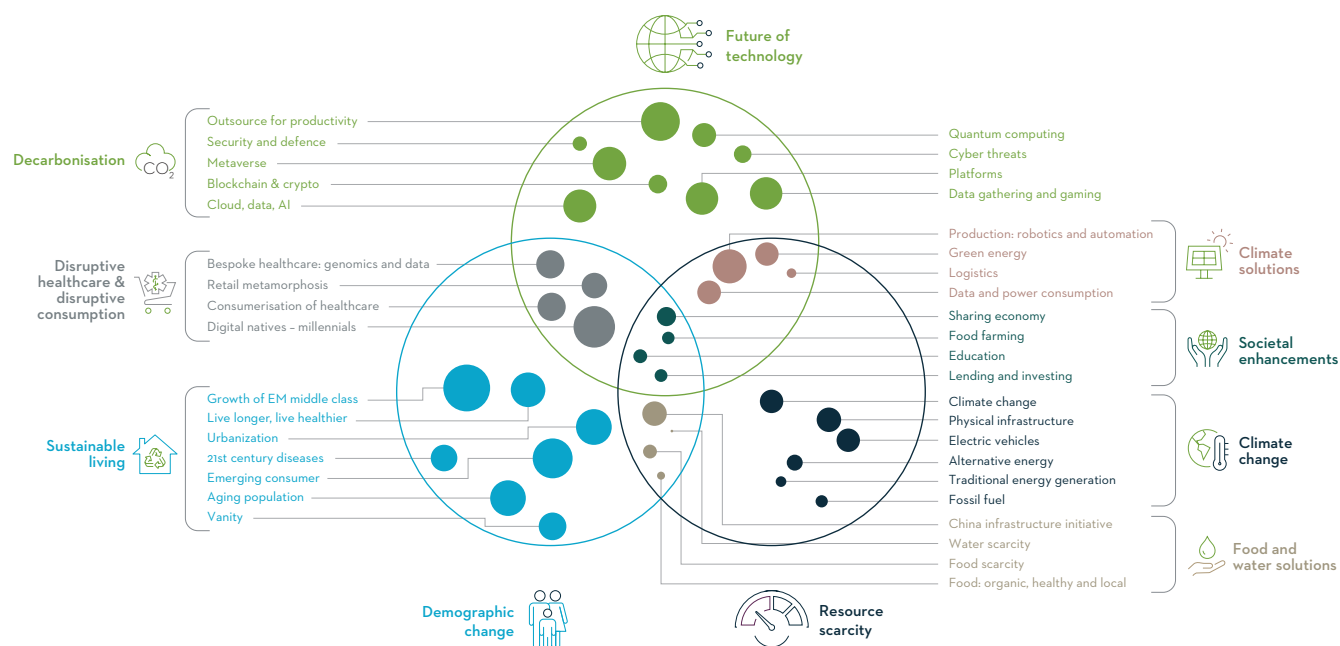 Future of
technology
Decarbonisation
CO2
Outsource for productivity
Security and defence
Metaverse
Blockchain & crypto
Cloud, data, AI
Quantum computing
Cyber threats
Platforms
Data gathering and gaming
Disruptive
healthcare &
disruptive
consumption
Bespoke healthcare: genomics and data
Retail metamorphosis
Consumerisation of healthcare
Digital natives – millennials
Production: robotics and automation
Green energy
Logistics
Data and power consumption
Climate
solutions
Sharing economy
Food farming
Education
Lending and investing
Societal
enhancements
Sustainable
living
Growth of EM middle class
Live longer, live healthier
Urbanization
21st century diseases
Emerging consumer
Aging population
Vanity
Climate change
Physical infrastructure
Electric vehicles
Alternative energy
Traditional energy generation
Fossil fuel
Climate
change
China infrastructure initiative
Water scarcity
Food scarcity
Food: organic, healthy and local
Food and
water solutions
Demographic
change
Resource
scarcity